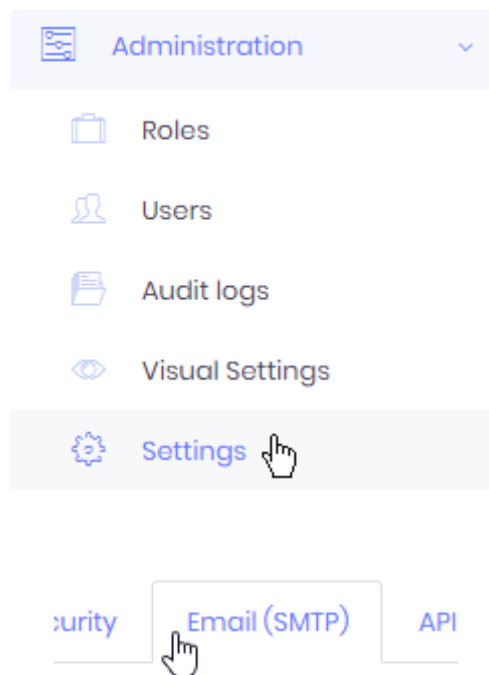 Administration
Roles
Users
Audit logs
Visual Settings
Settings
curity Email (SMTP) API